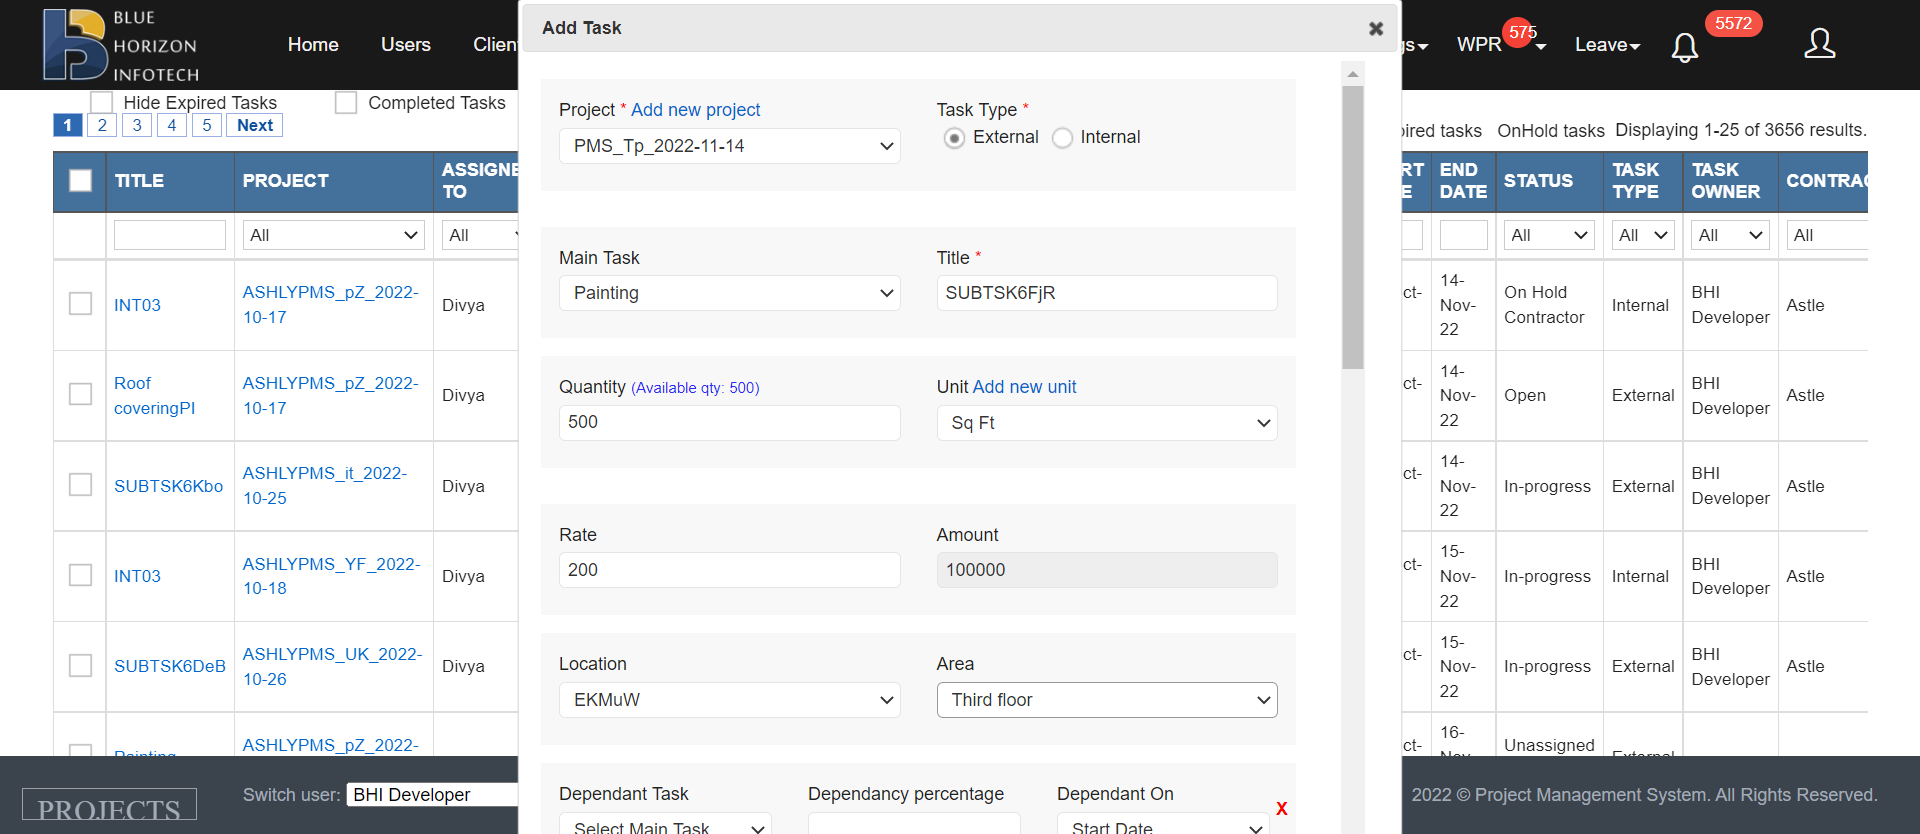 BLUE
HORIZON
INFOTECH
Home
Users
Clien
gs
WPR
575
Leave
5572
Add Task
Hide Expired Tasks
Completed Tasks
1 2 3 4 5 Next
pired tasks OnHold tasks Displaying 1-25 of 3656 results.
TITLE
PROJECT
ASSIGNE
TO
RT
E
END
DATE
STATUS
TASK
TYPE
TASK
OWNER
CONTRAC
All
All
All
All
All
All
INT03
ASHLYPMS_pZ_2022-
10-17
Divya
ct-
14-
Nov-
22
On Hold
Contractor
Internal
BHI
Developer
Astle
Roof
coveringPI
ASHLYPMS_pZ_2022-
10-17
Divya
ct-
14-
Nov-
22
Open
External
BHI
Developer
Astle
SUBTSK6Kbo
ASHLYPMS_it_2022-
10-25
Divya
ct-
14-
Nov-
22
In-progress
External
BHI
Developer
Astle
INT03
ASHLYPMS_YF_2022-
10-18
Divya
ct-
15-
Nov-
22
In-progress
Internal
BHI
Developer
Astle
SUBTSK6DeB
ASHLYPMS_UK_2022-
10-26
Divya
ct-
15-
Nov-
22
In-progress
External
BHI
Developer
Astle
Painting
ASHLYPMS_pZ_2022-
ct-
16-
Nov-
Unassigned
External
Project * Add new project
PMS_Tp_2022-11-14
Task Type *
External
Internal
Main Task
Painting
Title *
SUBTSK6FjR
Quantity (Available qty: 500)
500
Unit Add new unit
Sq Ft
Rate
200
Amount
100000
Location
EKMuW
Area
Third floor
Dependant Task
Select Main Task
Dependancy percentage
Dependant On
Start Date
X
PROJECTS
Switch user: BHI Developer
2022 © Project Management System. All Rights Reserved.